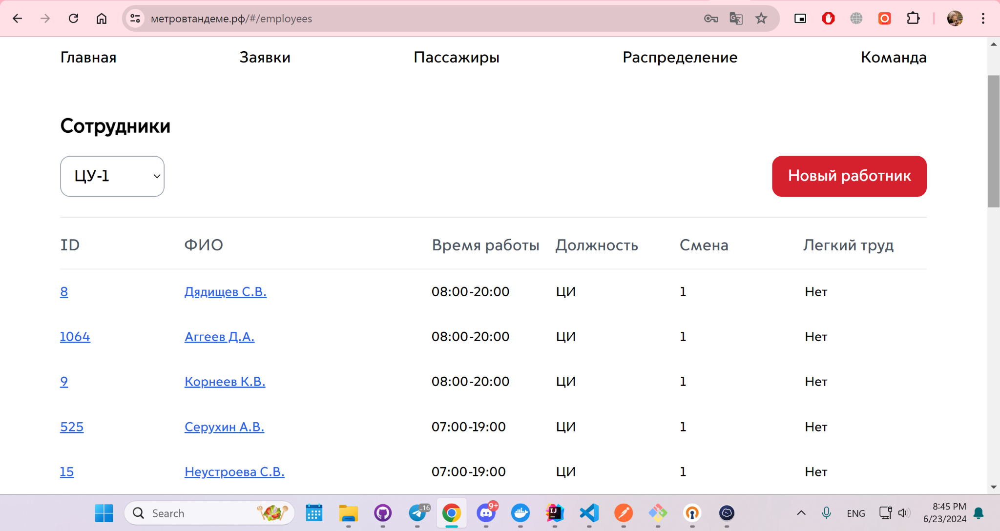 метровтандеме.рф/#/employees
Главная Заявки Пассажиры Распределение Команда
Сотрудники
ЦУ-1 Новый работник
ID ФИО Время работы Должность Смена Легкий труд
8 Дядищев С.В. 08:00-20:00 ЦИ 1 Нет
1064 Аггеев Д.А. 08:00-20:00 ЦИ 1 Нет
9 Корнеев К.В. 08:00-20:00 ЦИ 1 Нет
525 Серухин А.В. 07:00-19:00 ЦИ 1 Нет
15 Неустроева С.В. 07:00-19:00 ЦИ 1 Нет
Search ..16 9+ IJ ENG 8:45 PM
6/23/2024